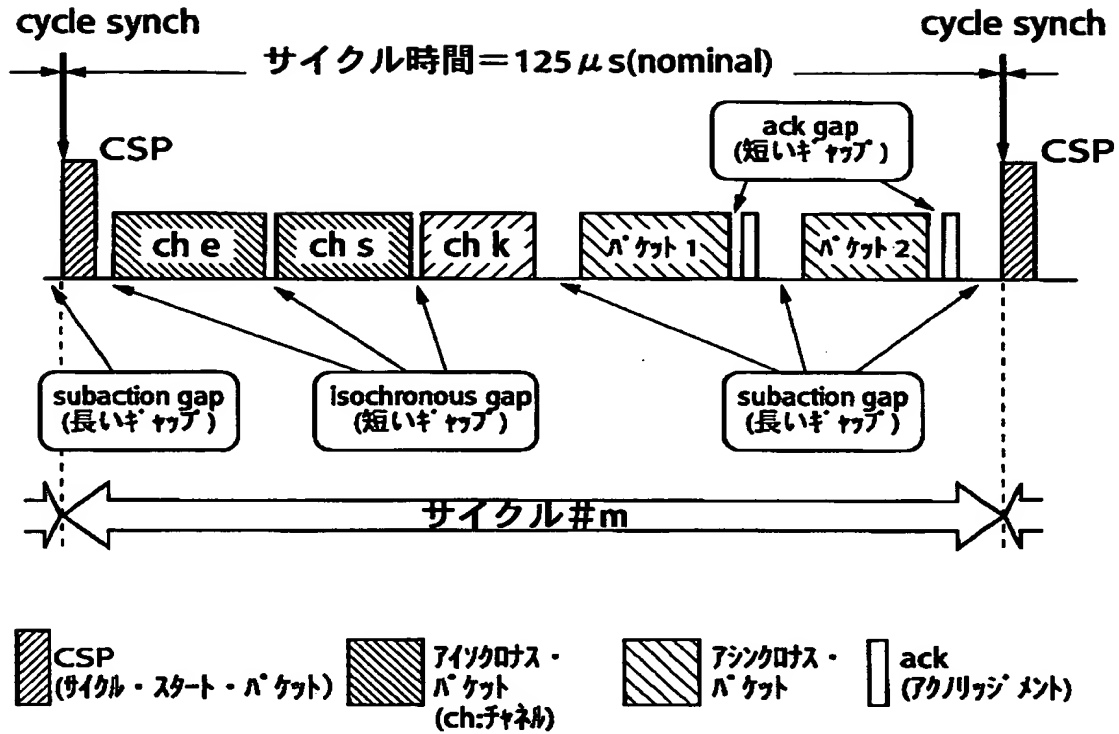 cycle synch
cycle synch
サイクル時間＝125μs(nominal)
CSP
ack gap
(短いギャップ)
CSP
ch e
ch s
ch k
パケット1
パケット2
subaction gap
(長いギャップ)
isochronous gap
(短いギャップ)
subaction gap
(長いギャップ)
サイクル＃m
CSP
(サイクル・スタート・パケット)
アイソクロナス・
パケット
(ch:チャネル)
アシンクロナス・
パケット
ack
(アクノリッジメント)